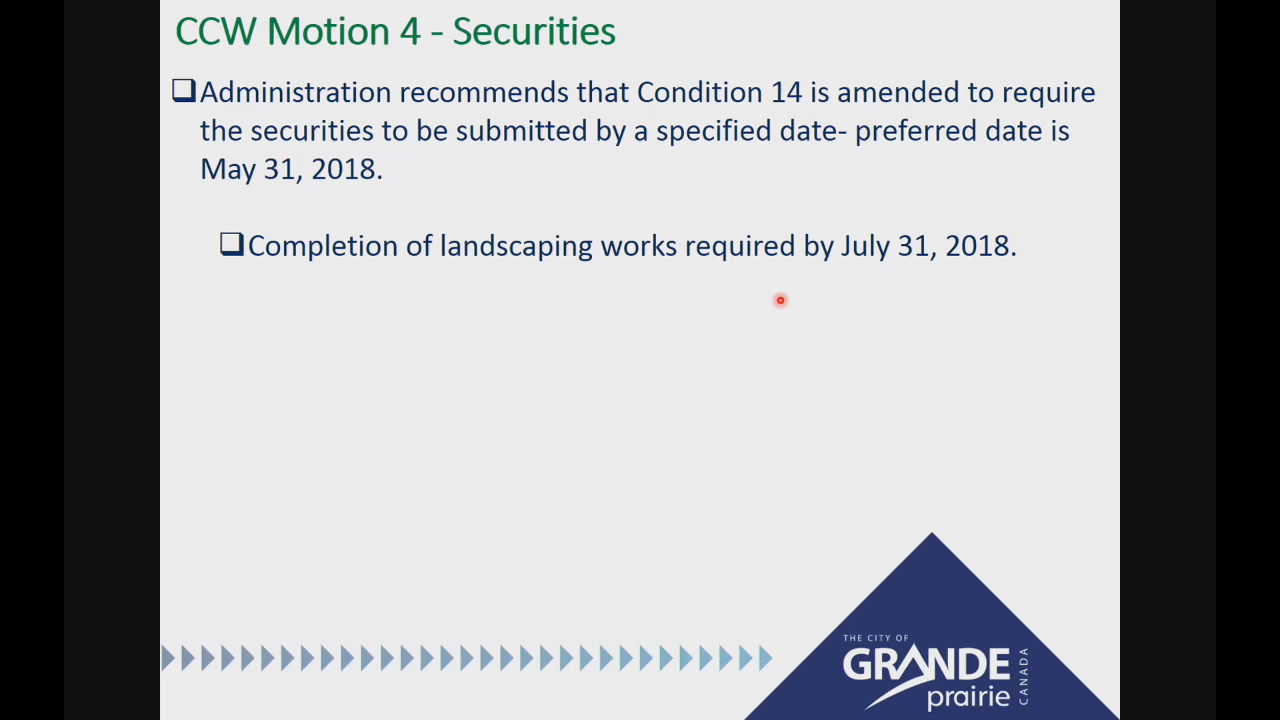 CCW Motion 4 - Securities
❑Administration recommends that Condition 14 is amended to require
the securities to be submitted by a specified date- preferred date is
May 31, 2018.
❑Completion of landscaping works required by July 31, 2018.
THE CITY OF
GRANDE
prairie
CANADA